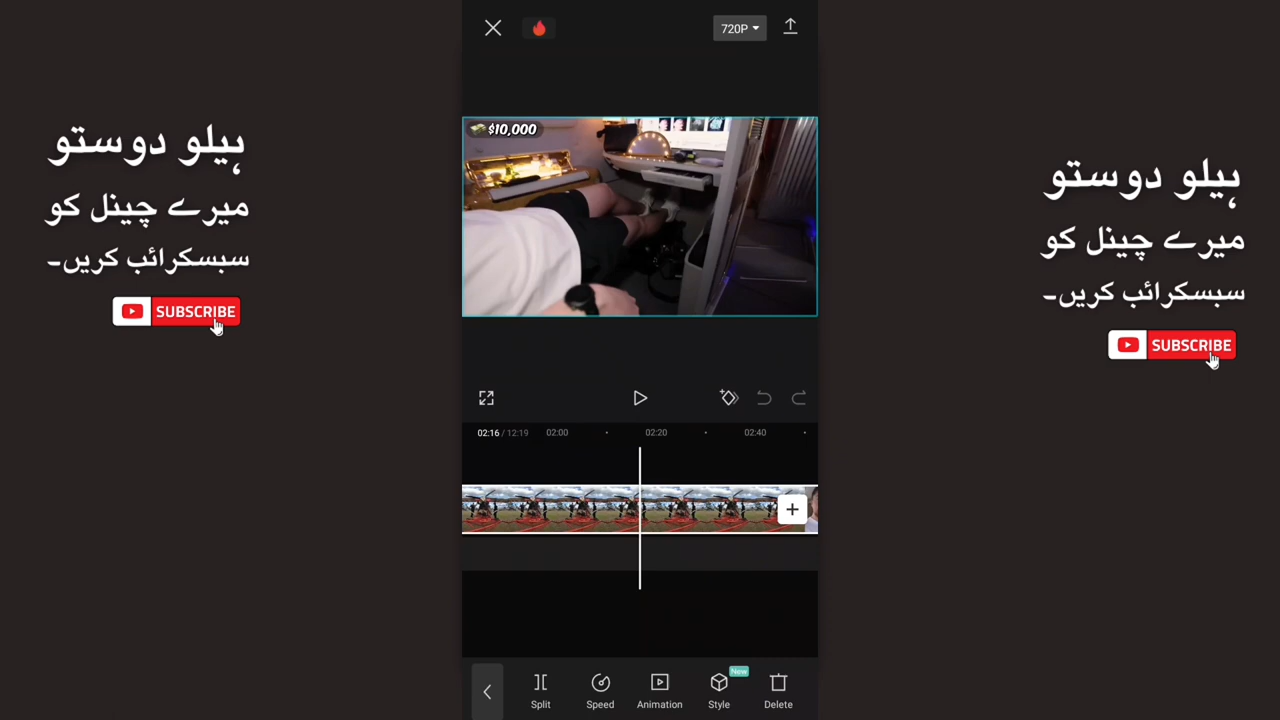 720P
$10,000
ہیلو دوستو
میرے چینل کو
سبسکرائب کریں۔
SUBSCRIBE
ہیلو دوستو
میرے چینل کو
سبسکرائب کریں۔
SUBSCRIBE
02:16 / 12:19 02:00 02:20 02:40
New
Split Speed Animation Style Delete